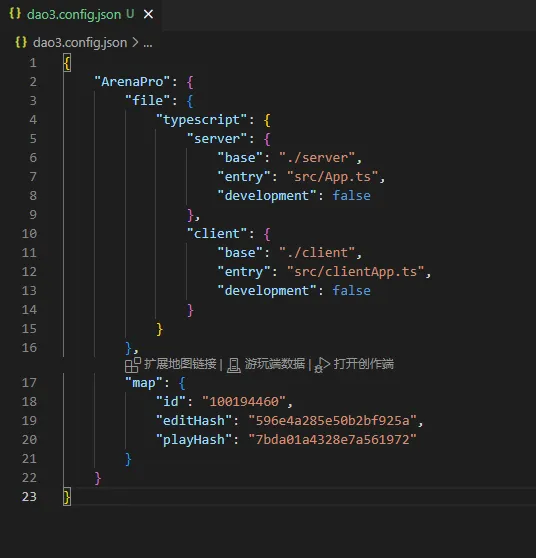 {} dao3.config.json U ×
{} dao3.config.json > ...
1 {
2 "ArenaPro": {
3 "file": {
4 "typescript": {
5 "server": {
6 "base": "./server",
7 "entry": "src/App.ts",
8 "development": false
9 },
10 "client": {
11 "base": "./client",
12 "entry": "src/clientApp.ts",
13 "development": false
14 }
15 }
16 },
扩展地图链接 | 游玩端数据 | 打开创作端
17 "map": {
18 "id": "100194460",
19 "editHash": "596e4a285e50b2bf925a",
20 "playHash": "7bda01a4328e7a561972"
21 }
22 }
23 }